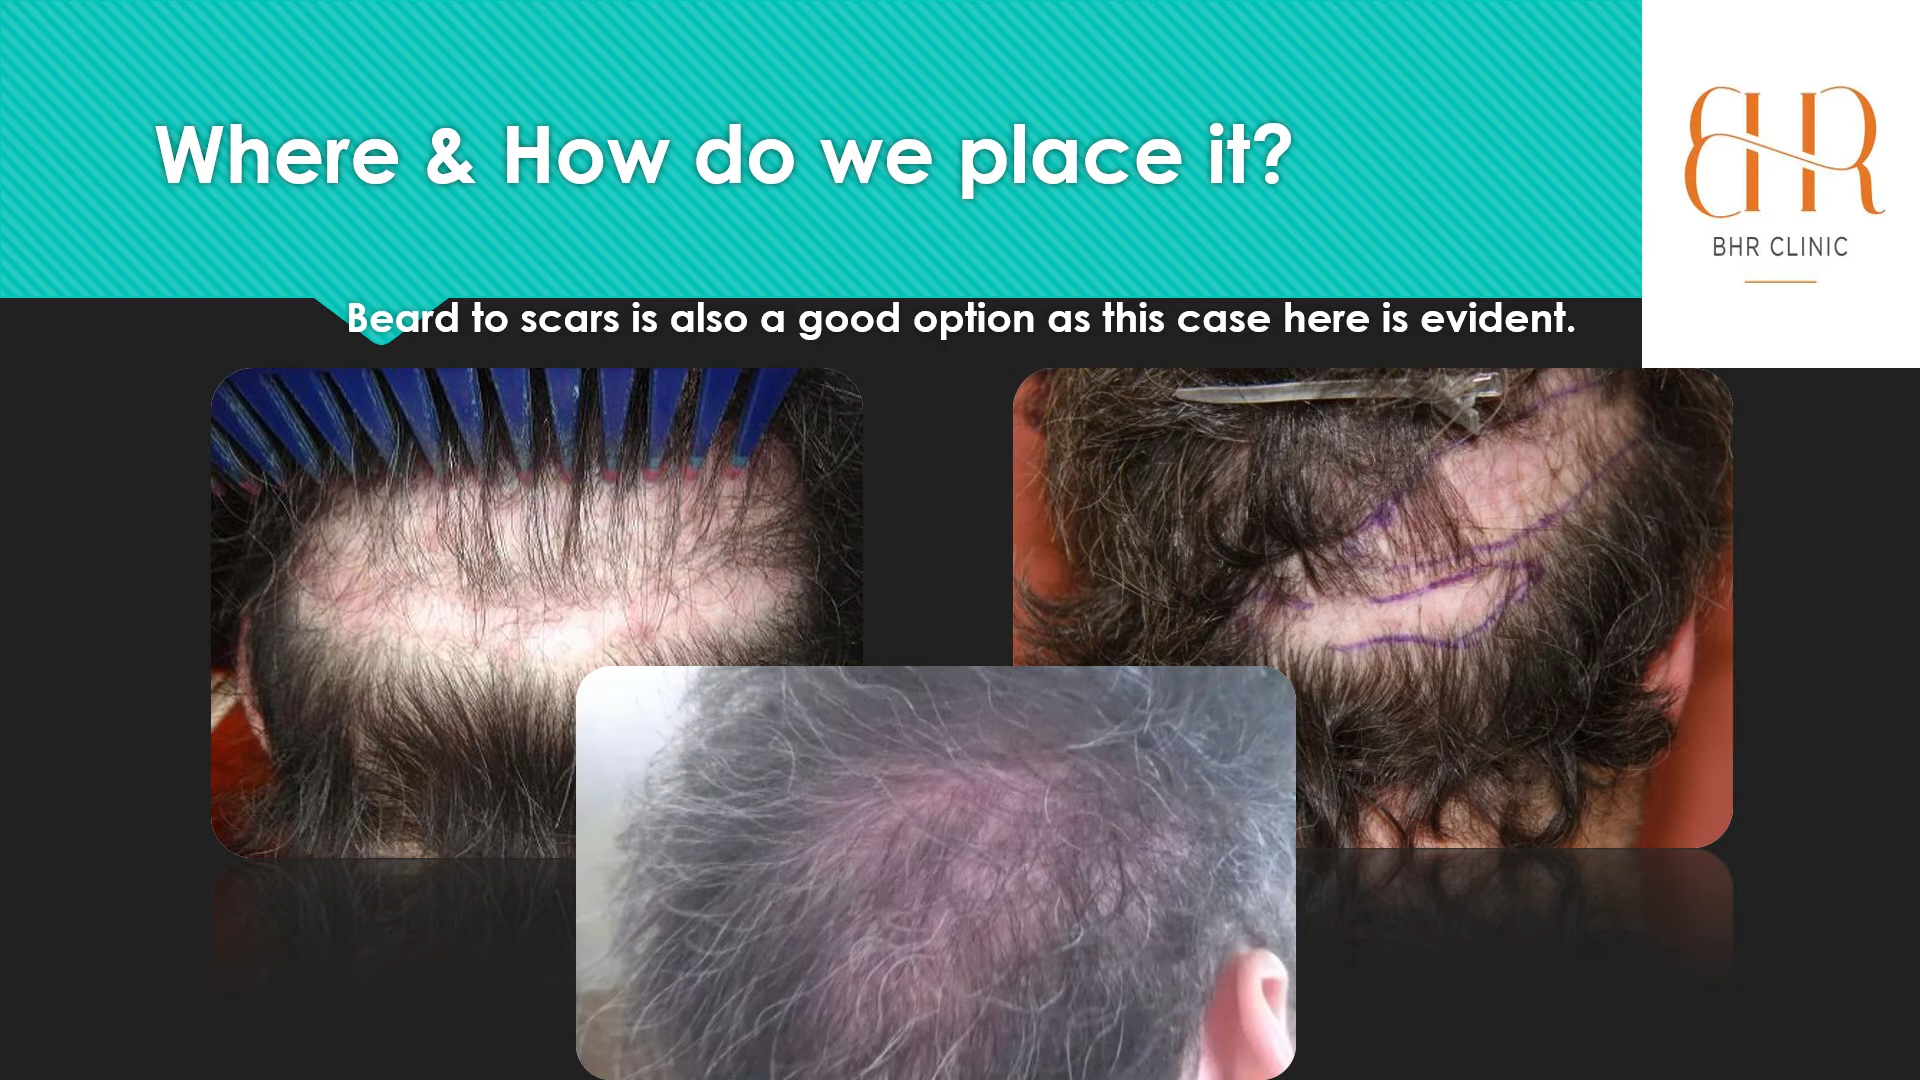 Where & How do we place it?
BHR
BHR CLINIC
Beard to scars is also a good option as this case here is evident.